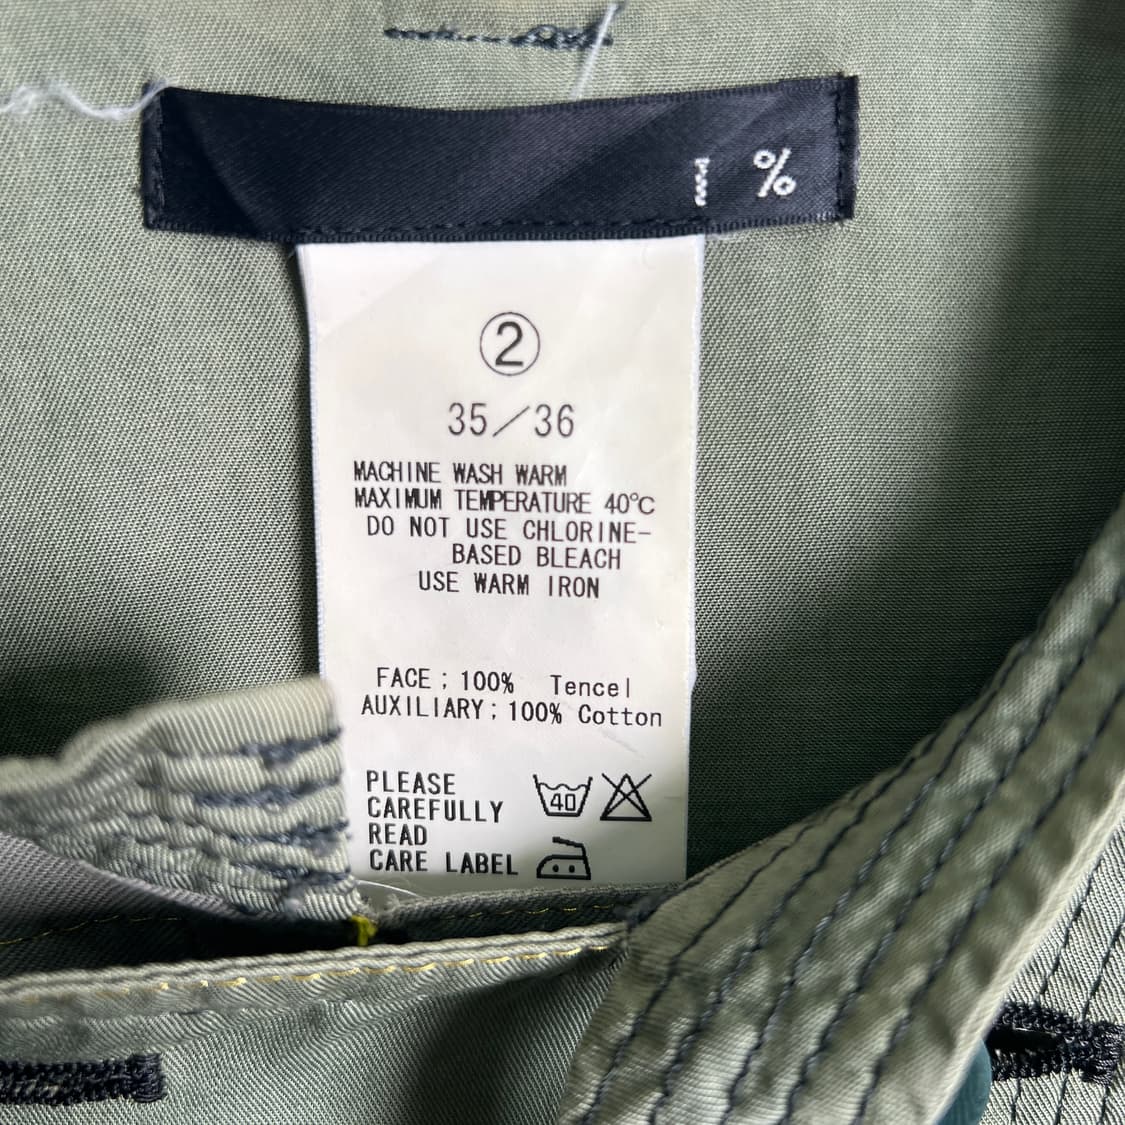 1 %
2
35/36
MACHINE WASH WARM
MAXIMUM TEMPERATURE 40℃
DO NOT USE CHLORINE-
BASED BLEACH
USE WARM IRON
FACE ; 100% Tencel
AUXILIARY ; 100% Cotton
PLEASE
CAREFULLY
READ
CARE LABEL
40